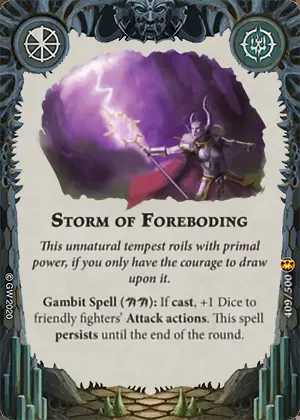 STORM OF FOREBODING
This unnatural tempest roils with primal
power, if you only have the courage to draw
upon it.
Gambit Spell (): If cast, +1 Dice to
friendly fighters' Attack actions. This spell
persists until the end of the round.
© GW 2020
409/500